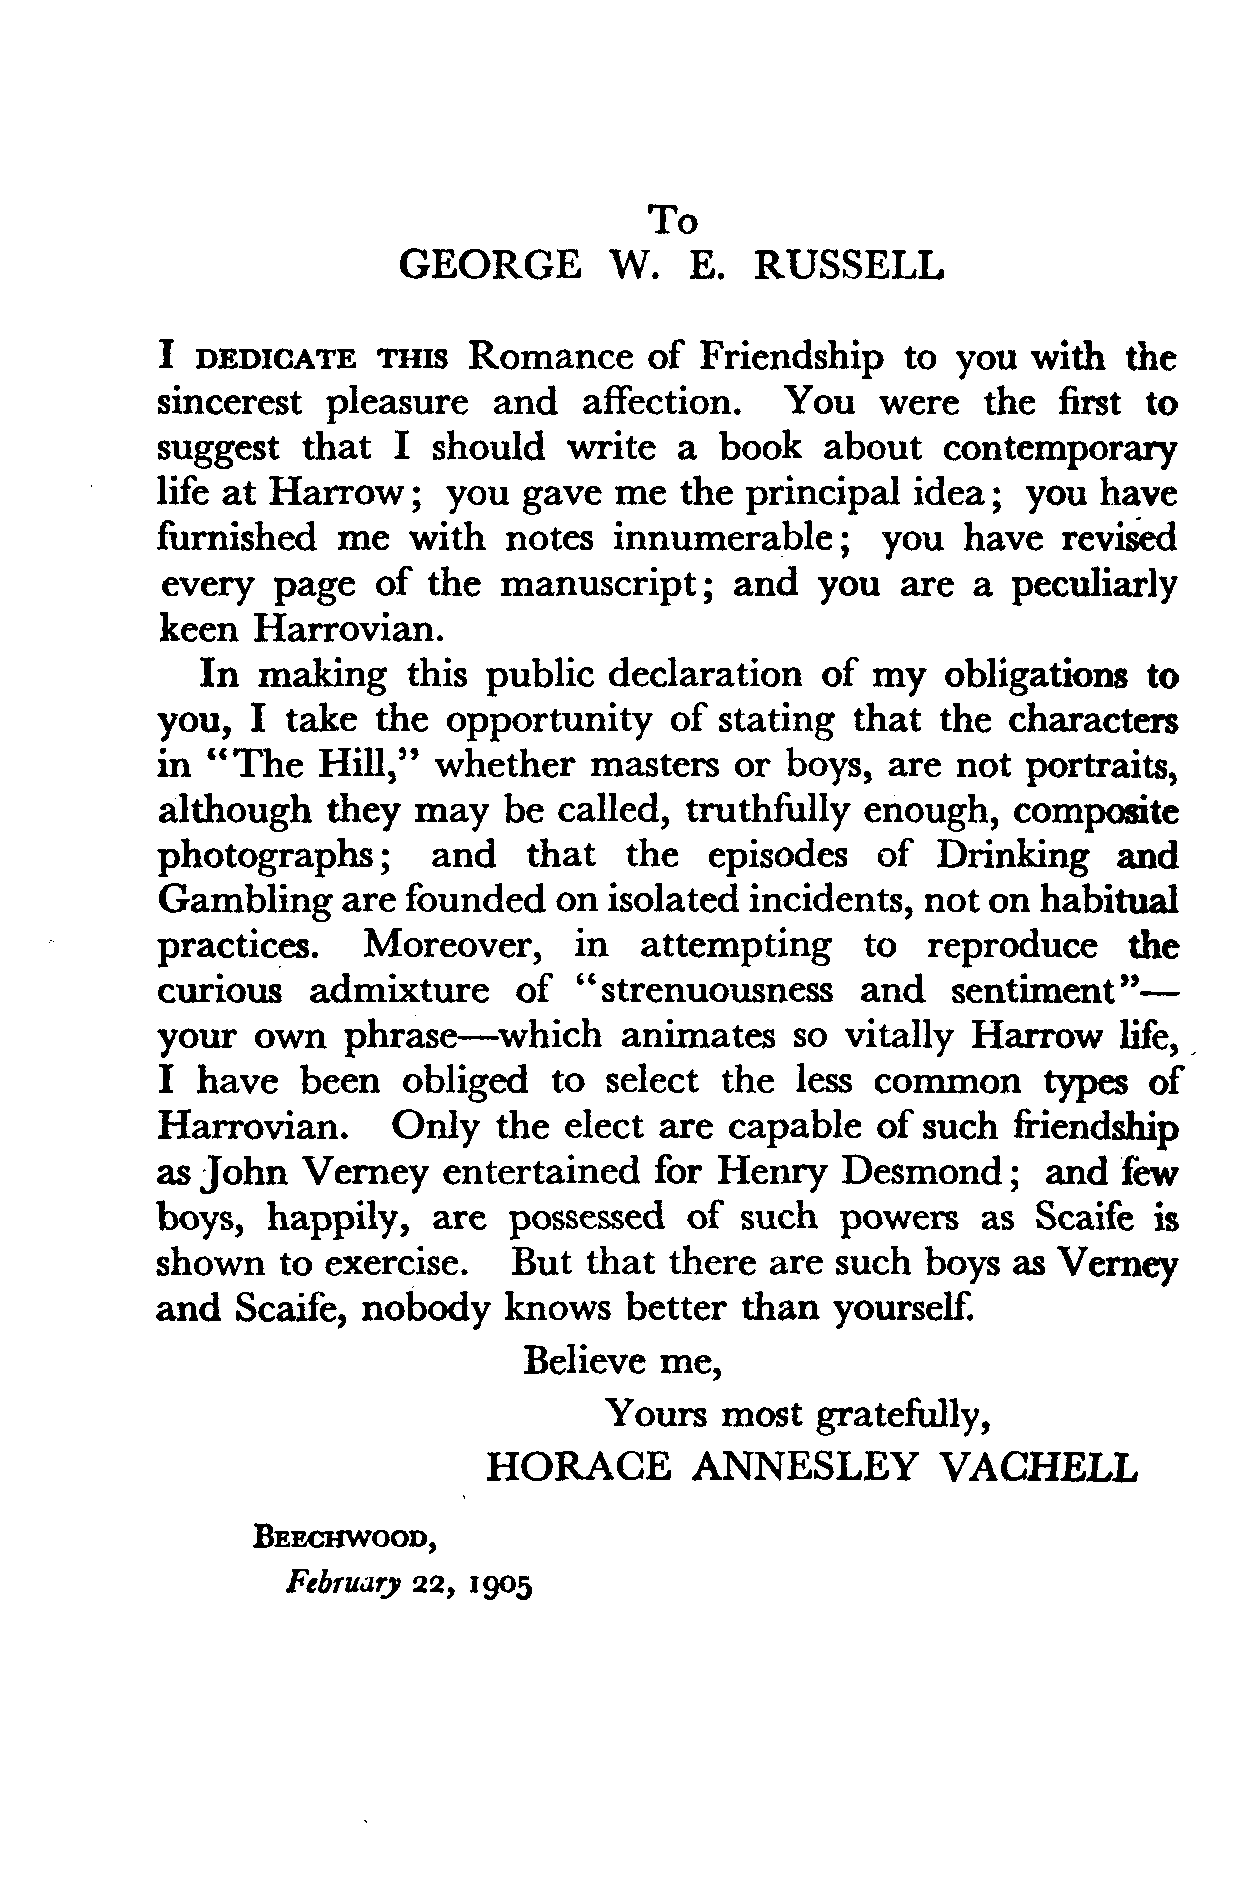 To
GEORGE W. E. RUSSELL
I DEDICATE THIS Romance of Friendship to you with the
sincerest pleasure and affection. You were the first to
suggest that I should write a book about contemporary
life at Harrow; you gave me the principal idea; you have
furnished me with notes innumerable; you have revised
every page of the manuscript; and you are a peculiarly
keen Harrovian.
In making this public declaration of my obligations to
you, I take the opportunity of stating that the characters
in "The Hill," whether masters or boys, are not portraits,
although they may be called, truthfully enough, composite
photographs; and that the episodes of Drinking and
Gambling are founded on isolated incidents, not on habitual
practices. Moreover, in attempting to reproduce the
curious admixture of "strenuousness and sentiment"—
your own phrase—which animates so vitally Harrow life,
I have been obliged to select the less common types of
Harrovian. Only the elect are capable of such friendship
as John Verney entertained for Henry Desmond; and few
boys, happily, are possessed of such powers as Scaife is
shown to exercise. But that there are such boys as Verney
and Scaife, nobody knows better than yourself.
Believe me,
Yours most gratefully,
HORACE ANNESLEY VACHELL
BEECHWOOD,
February 22, 1905